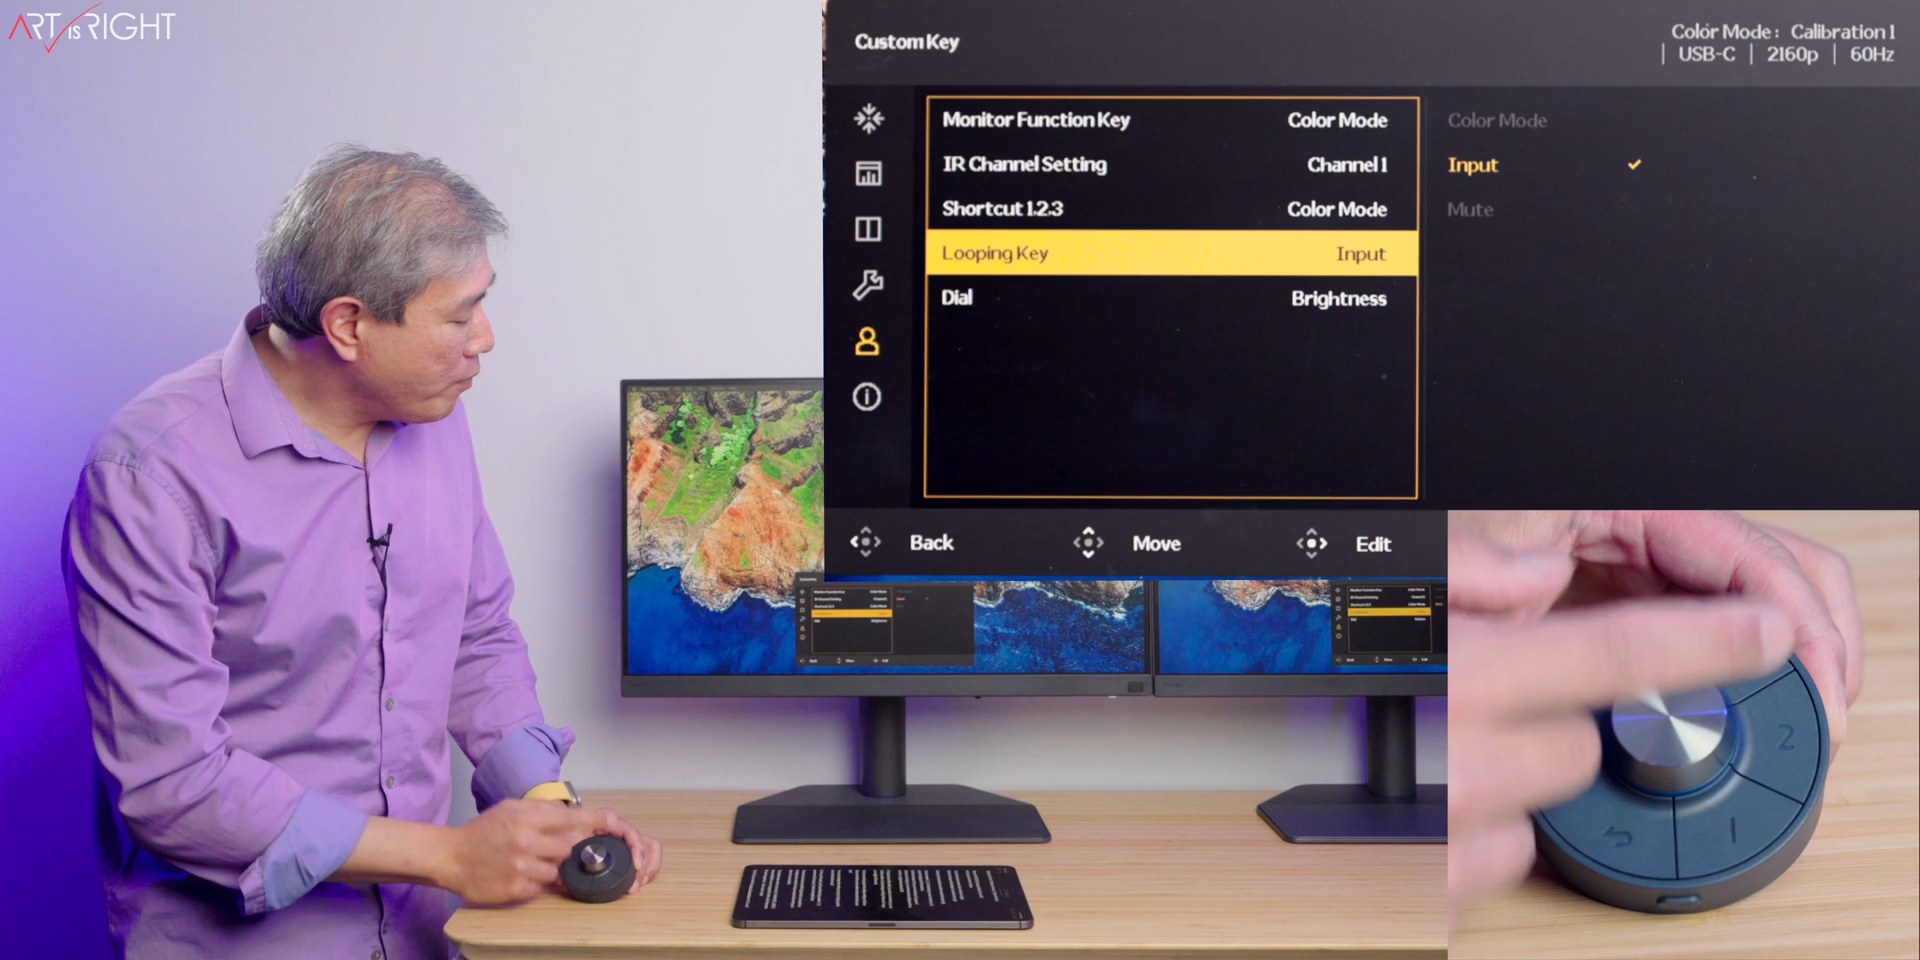 ART is RIGHT
Custom Key
Color Mode: Calibration 1
| USB-C | 2160p | 60Hz
Monitor Function Key Color Mode
IR Channel Setting Channel 1
Shortcut 1.2.3 Color Mode
Looping Key Input
Dial Brightness
Color Mode
Input
Mute
Back
Move
Edit
2
1